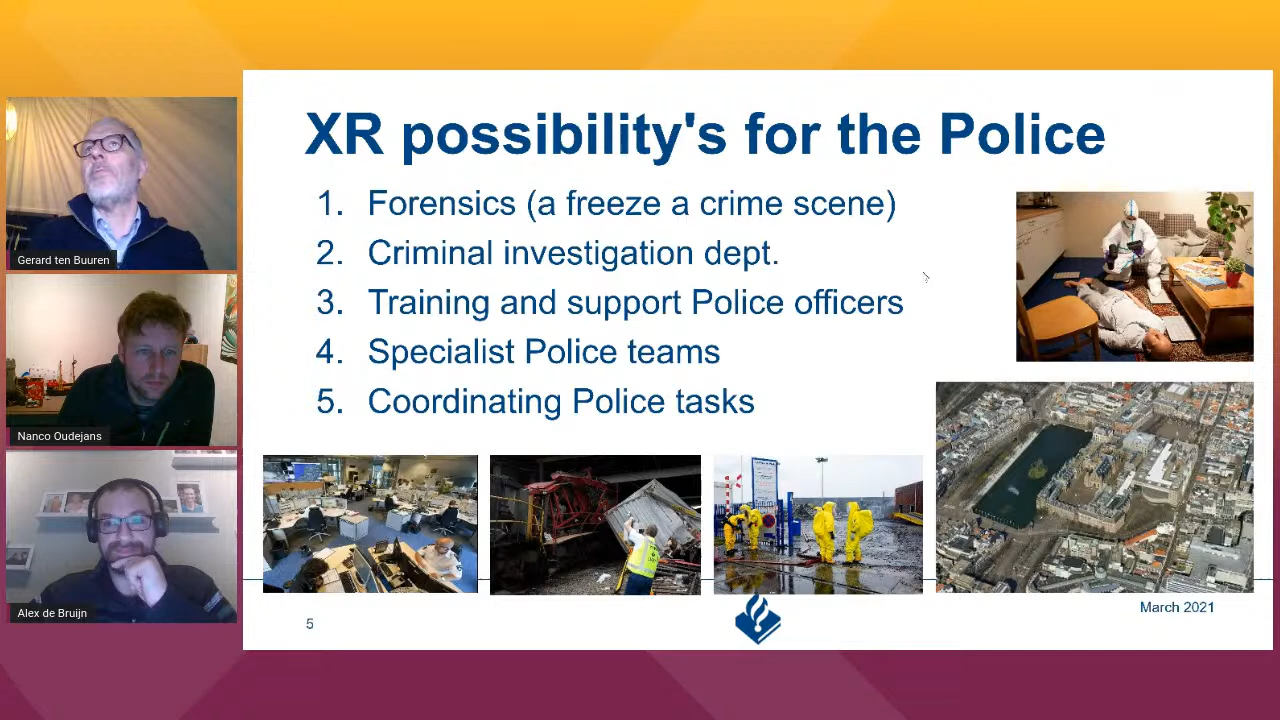 XR possibility's for the Police
1. Forensics (a freeze a crime scene)
2. Criminal investigation dept.
3. Training and support Police officers
4. Specialist Police teams
5. Coordinating Police tasks
March 2021
5
Gerard ten Buuren
Nanco Oudejans
Alex de Bruijn